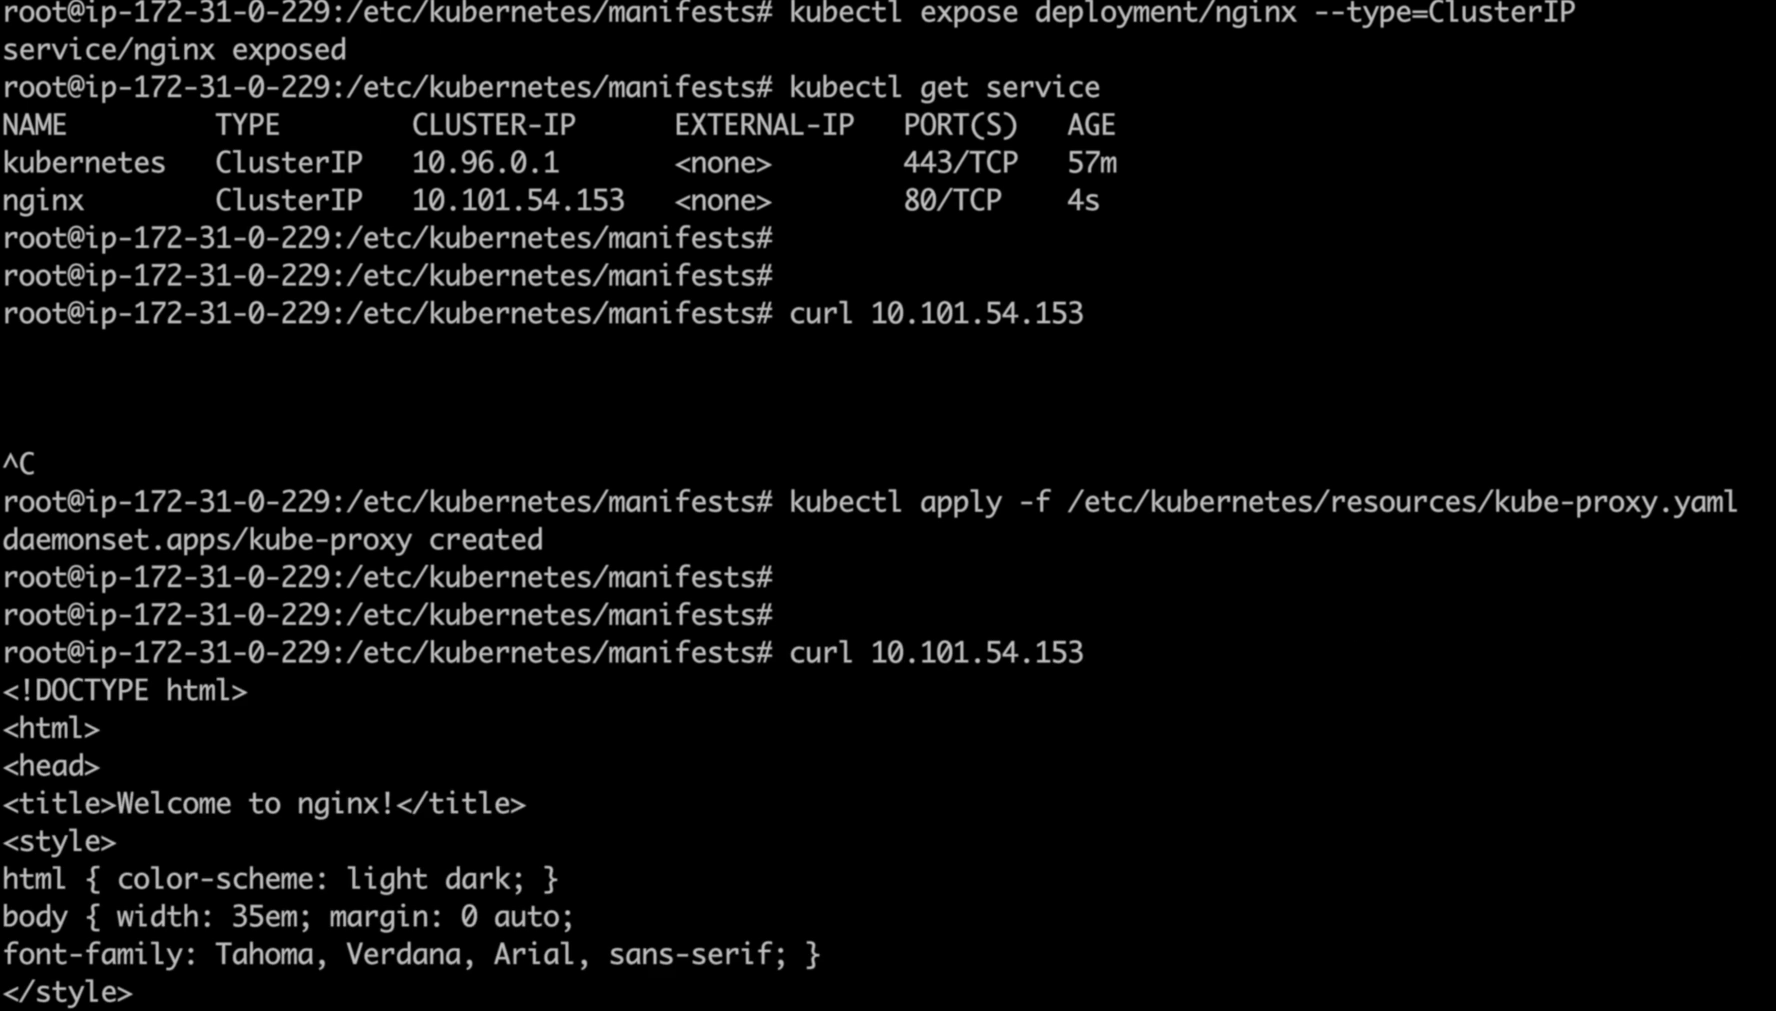 root@ip-172-31-0-229:/etc/kubernetes/manifests# kubectl expose deployment/nginx --type=ClusterIP
service/nginx exposed
root@ip-172-31-0-229:/etc/kubernetes/manifests# kubectl get service
NAME         TYPE        CLUSTER-IP      EXTERNAL-IP   PORT(S)   AGE
kubernetes   ClusterIP   10.96.0.1       <none>        443/TCP   57m
nginx        ClusterIP   10.101.54.153   <none>        80/TCP    4s
root@ip-172-31-0-229:/etc/kubernetes/manifests#
root@ip-172-31-0-229:/etc/kubernetes/manifests#
root@ip-172-31-0-229:/etc/kubernetes/manifests# curl 10.101.54.153
^C
root@ip-172-31-0-229:/etc/kubernetes/manifests# kubectl apply -f /etc/kubernetes/resources/kube-proxy.yaml
daemonset.apps/kube-proxy created
root@ip-172-31-0-229:/etc/kubernetes/manifests#
root@ip-172-31-0-229:/etc/kubernetes/manifests#
root@ip-172-31-0-229:/etc/kubernetes/manifests# curl 10.101.54.153
<!DOCTYPE html>
<html>
<head>
<title>Welcome to nginx!</title>
<style>
html { color-scheme: light dark; }
body { width: 35em; margin: 0 auto;
font-family: Tahoma, Verdana, Arial, sans-serif; }
</style>